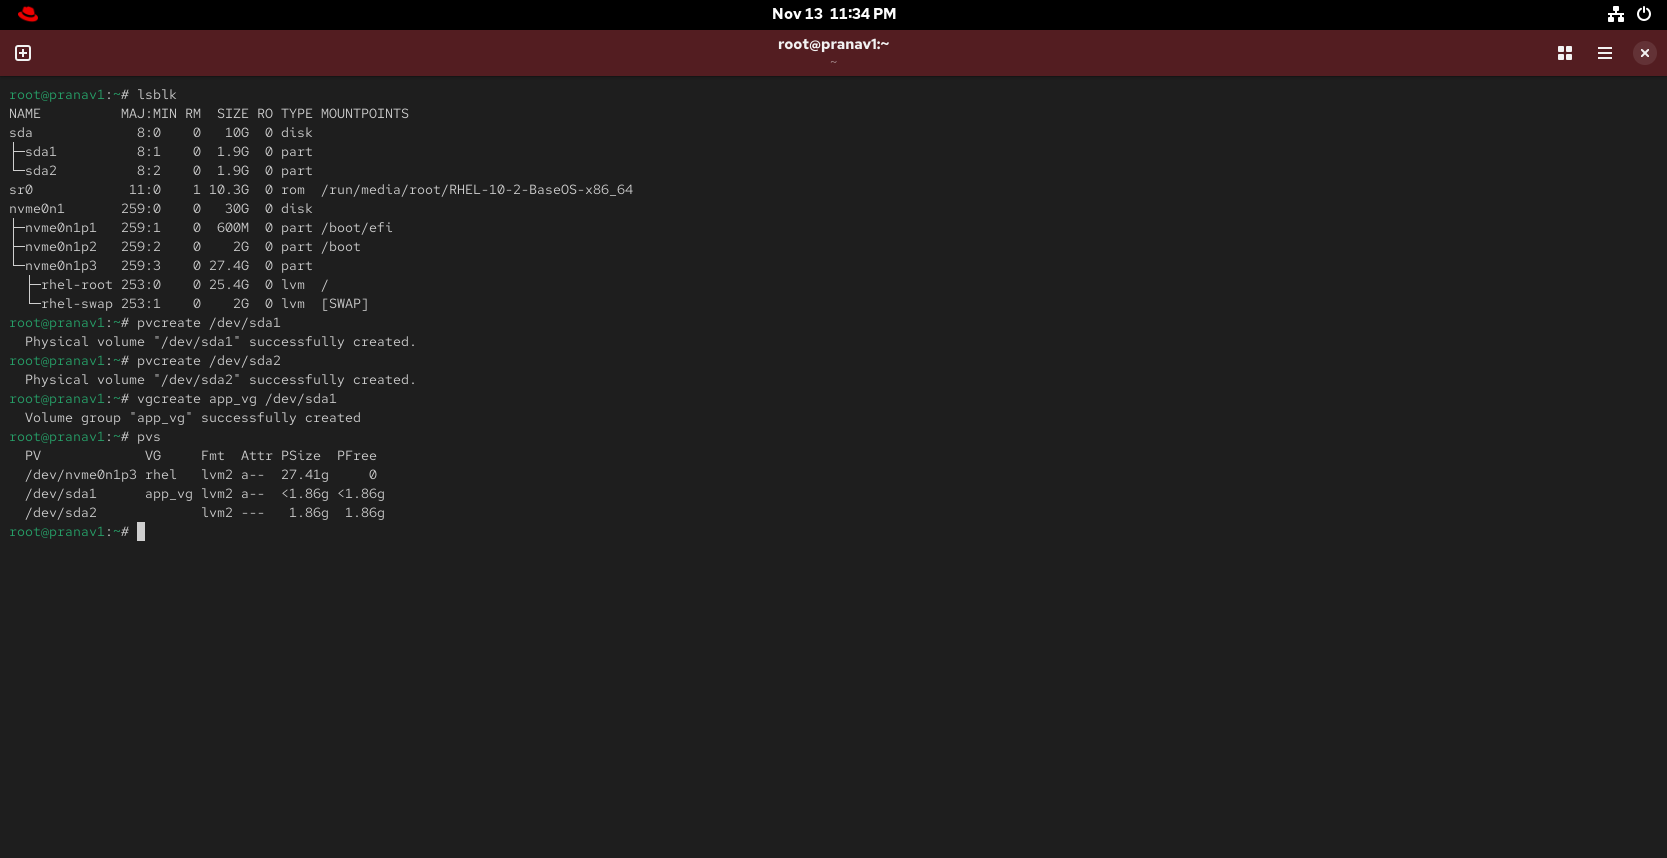 Nov 13 11:34 PM
root@pranav1:~
~
root@pranav1:~# lsblk
NAME          MAJ:MIN RM  SIZE RO TYPE MOUNTPOINTS
sda             8:0    0   10G  0 disk
├─sda1          8:1    0  1.9G  0 part
└─sda2          8:2    0  1.9G  0 part
sr0            11:0    1 10.3G  0 rom  /run/media/root/RHEL-10-2-BaseOS-x86_64
nvme0n1       259:0    0   30G  0 disk
├─nvme0n1p1   259:1    0  600M  0 part /boot/efi
├─nvme0n1p2   259:2    0    2G  0 part /boot
└─nvme0n1p3   259:3    0 27.4G  0 part
  ├─rhel-root 253:0    0 25.4G  0 lvm  /
  └─rhel-swap 253:1    0    2G  0 lvm  [SWAP]
root@pranav1:~# pvcreate /dev/sda1
  Physical volume "/dev/sda1" successfully created.
root@pranav1:~# pvcreate /dev/sda2
  Physical volume "/dev/sda2" successfully created.
root@pranav1:~# vgcreate app_vg /dev/sda1
  Volume group "app_vg" successfully created
root@pranav1:~# pvs
  PV             VG     Fmt  Attr PSize  PFree
  /dev/nvme0n1p3 rhel   lvm2 a--  27.41g     0
  /dev/sda1      app_vg lvm2 a--  <1.86g <1.86g
  /dev/sda2             lvm2 ---   1.86g  1.86g
root@pranav1:~#